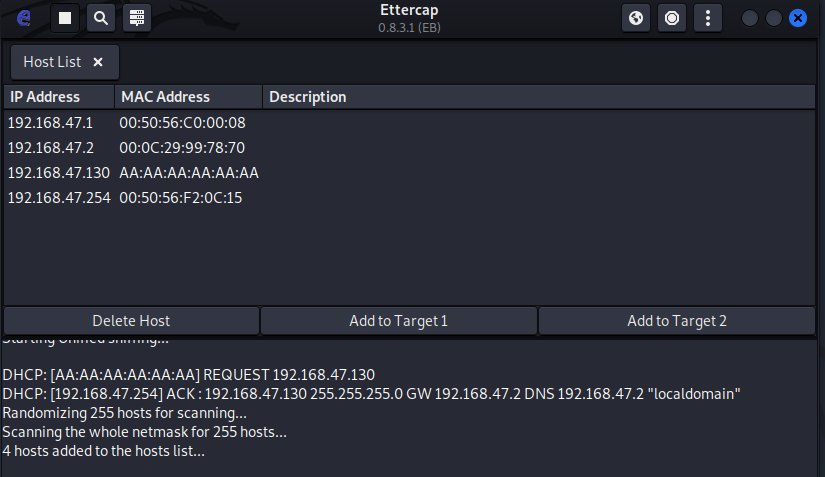 Ettercap
0.8.3.1 (EB)
Host List ×
IP Address MAC Address Description
192.168.47.1 00:50:56:C0:00:08
192.168.47.2 00:0C:29:99:78:70
192.168.47.130 AA:AA:AA:AA:AA:AA
192.168.47.254 00:50:56:F2:0C:15
Delete Host Add to Target 1 Add to Target 2
Starting Unified sniffing...
DHCP: [AA:AA:AA:AA:AA:AA] REQUEST 192.168.47.130
DHCP: [192.168.47.254] ACK : 192.168.47.130 255.255.255.0 GW 192.168.47.2 DNS 192.168.47.2 "localdomain"
Randomizing 255 hosts for scanning...
Scanning the whole netmask for 255 hosts...
4 hosts added to the hosts list...